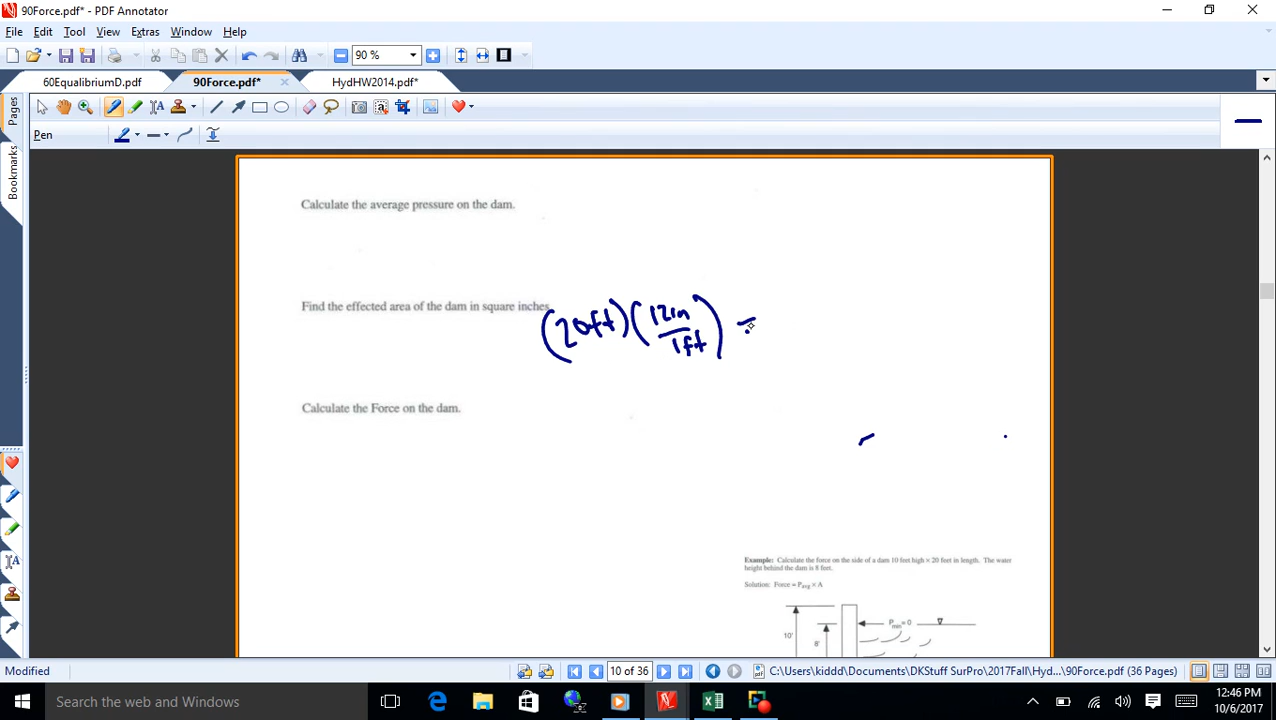 90Force.pdf* - PDF Annotator
File Edit Tool View Extras Window Help
90 %
60EquilibriumD.pdf 90Force.pdf* HydHW2014.pdf*
Pen
Pages
Bookmarks
Calculate the average pressure on the dam.
Find the effected area of the dam in square inches.
(20ft)(12in/1ft) =
Calculate the Force on the dam.
Example: Calculate the force on the side of a dam 10 feet high × 20 feet in length. The water
height behind the dam is 8 feet.
Solution: Force = Pavg × A
Pmin = 0
10'
8'
Modified
10 of 36
C:\Users\kiddd\Documents\DKStuff SurPro\2017Fall\Hyd...\90Force.pdf (36 Pages)
Search Windows
12:46 PM
10/6/2017